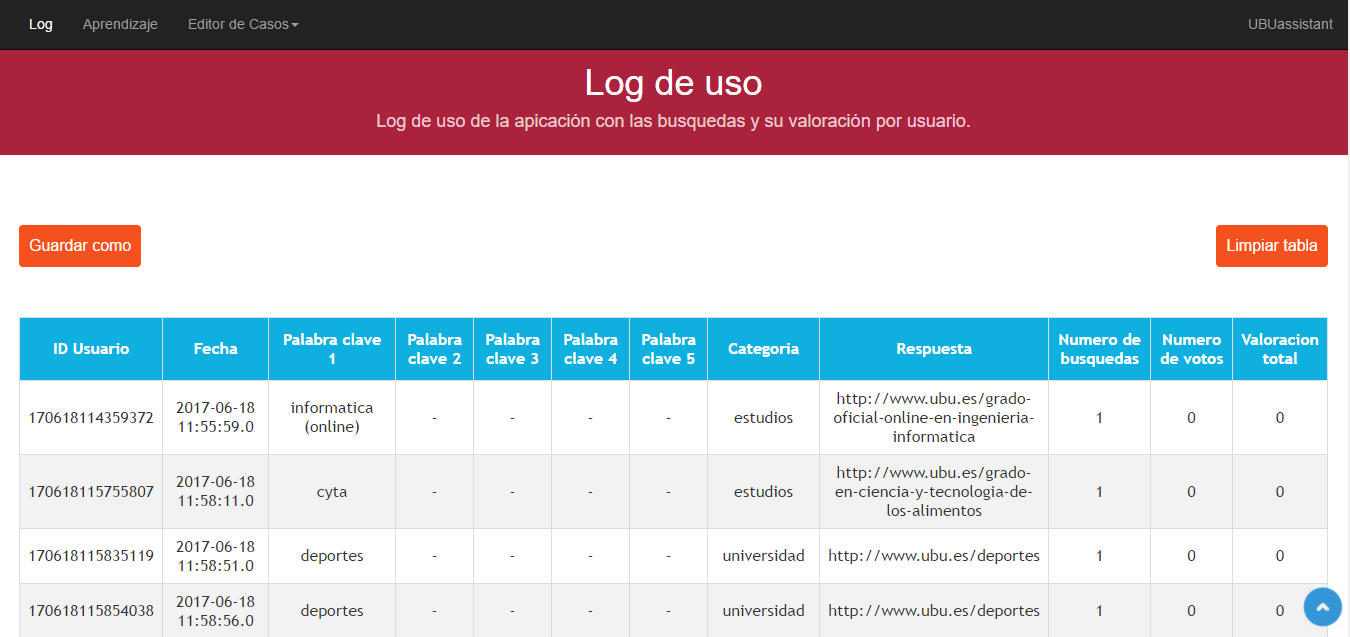 Log Aprendizaje Editor de Casos UBUassistant
Log de uso
Log de uso de la apicación con las busquedas y su valoración por usuario.
Guardar como Limpiar tabla
ID Usuario Fecha Palabra clave 1 Palabra clave 2 Palabra clave 3 Palabra clave 4 Palabra clave 5 Categoria Respuesta Numero de busquedas Numero de votos Valoracion total
170618114359372 2017-06-18 11:55:59.0 informatica (online) - - - - estudios http://www.ubu.es/grado-oficial-online-en-ingenieria-informatica 1 0 0
170618115755807 2017-06-18 11:58:11.0 cyta - - - - estudios http://www.ubu.es/grado-en-ciencia-y-tecnologia-de-los-alimentos 1 0 0
170618115835119 2017-06-18 11:58:51.0 deportes - - - - universidad http://www.ubu.es/deportes 1 0 0
170618115854038 2017-06-18 11:58:56.0 deportes - - - - universidad http://www.ubu.es/deportes 1 0 0